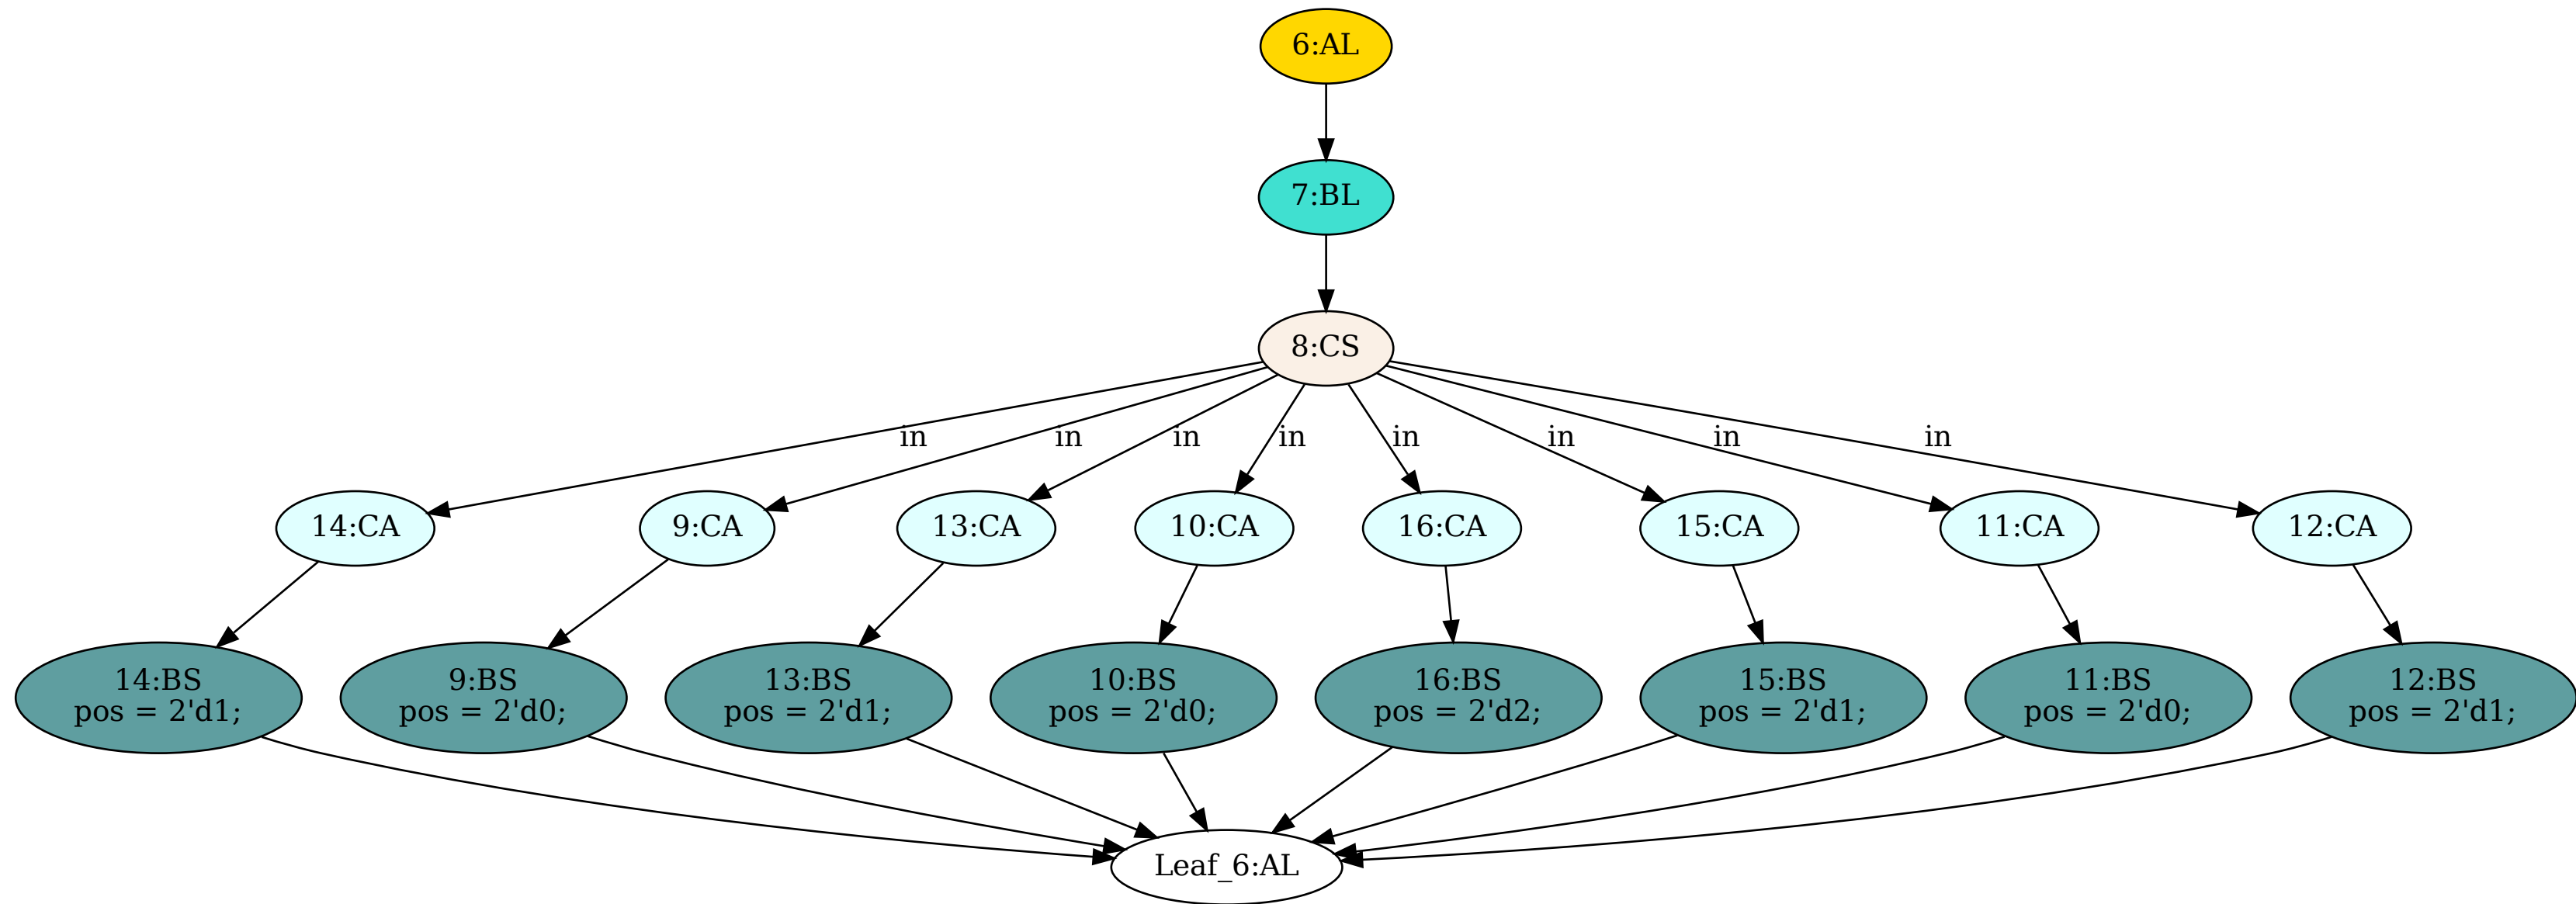 6:AL
7:BL
8:CS
in in in in in in in in
14:CA 9:CA 13:CA 10:CA 16:CA 15:CA 11:CA 12:CA
14:BS
pos = 2'd1;
9:BS
pos = 2'd0;
13:BS
pos = 2'd1;
10:BS
pos = 2'd0;
16:BS
pos = 2'd2;
15:BS
pos = 2'd1;
11:BS
pos = 2'd0;
12:BS
pos = 2'd1;
Leaf_6:AL